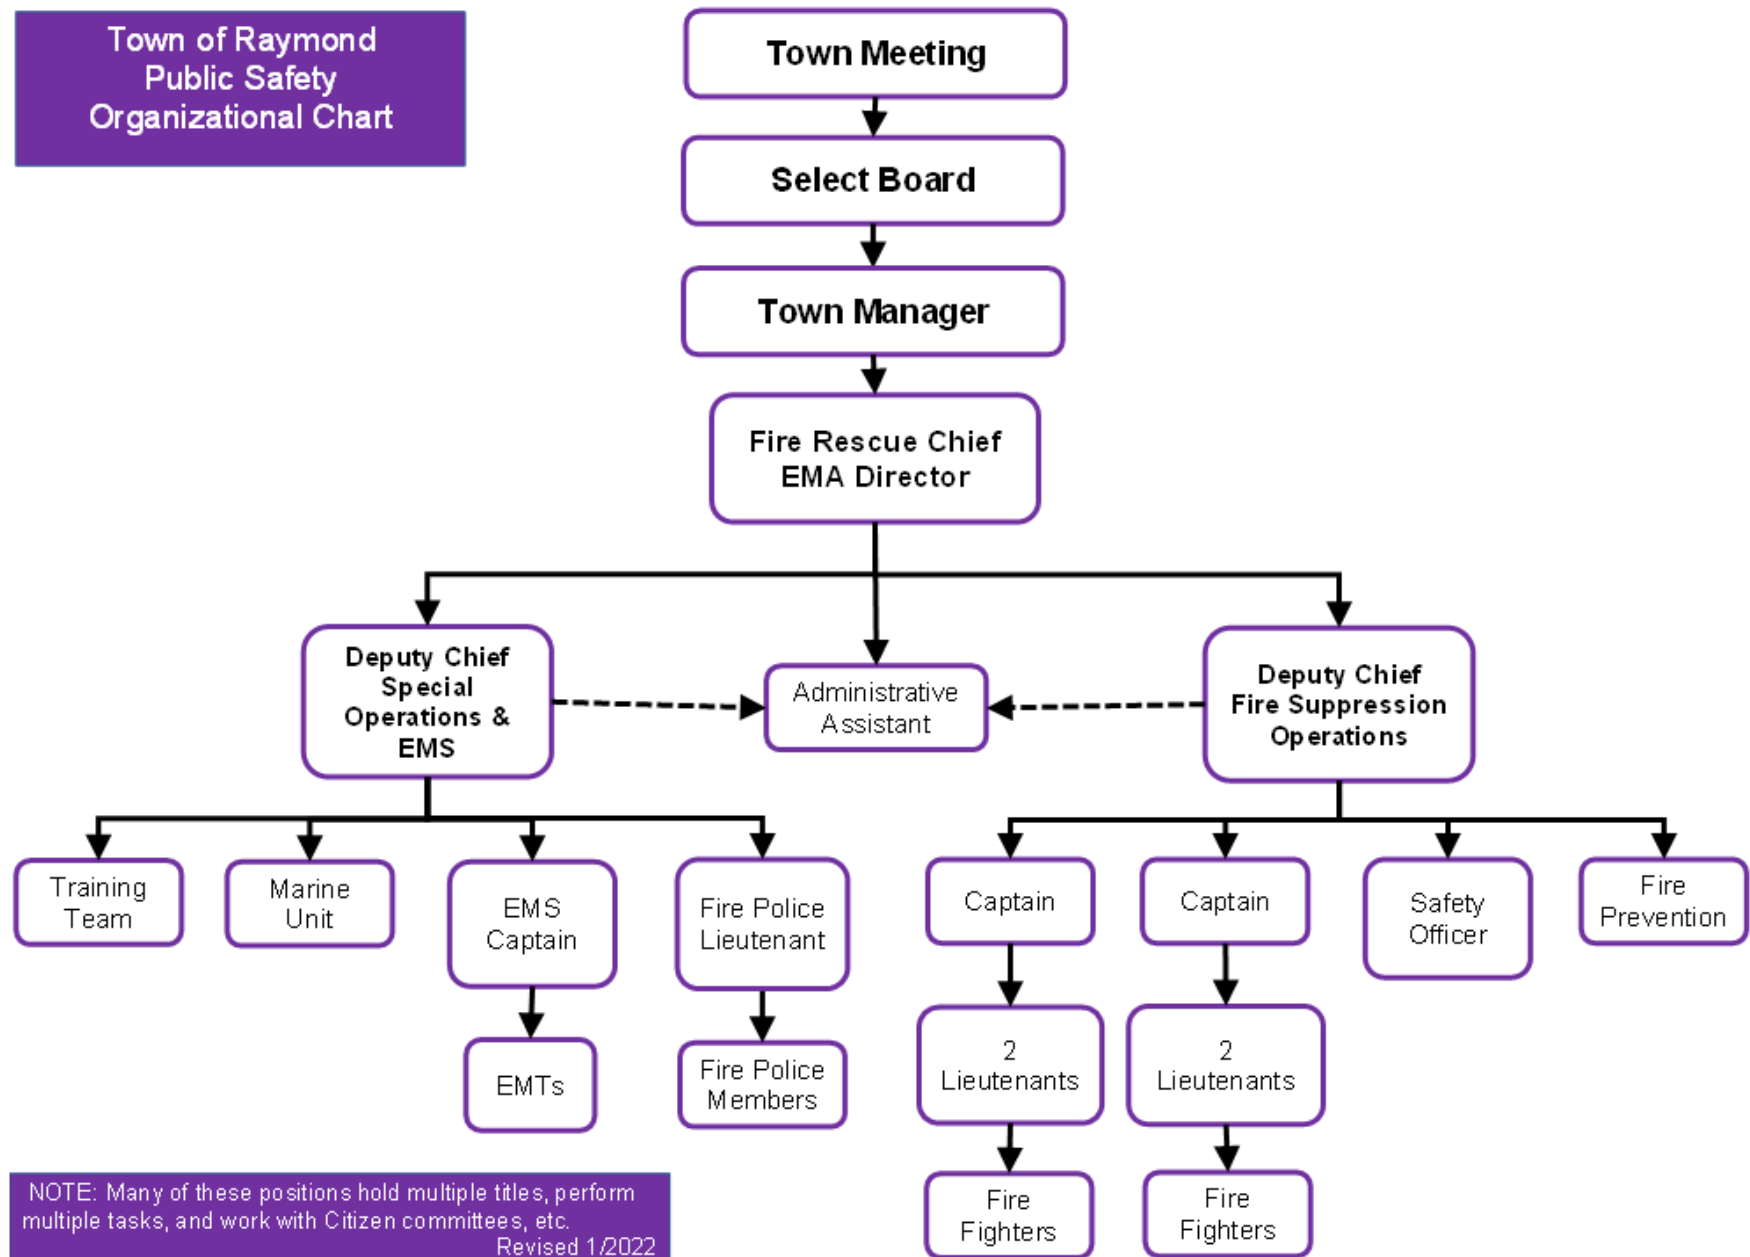 Town of Raymond
Public Safety
Organizational Chart
Town Meeting
Select Board
Town Manager
Fire Rescue Chief
EMA Director
Deputy Chief
Special
Operations &
EMS
Administrative
Assistant
Deputy Chief
Fire Suppression
Operations
Training
Team
Marine
Unit
EMS
Captain
Fire Police
Lieutenant
Captain
Captain
Safety
Officer
Fire
Prevention
EMTs
Fire Police
Members
2
Lieutenants
2
Lieutenants
Fire
Fighters
Fire
Fighters
NOTE: Many of these positions hold multiple titles, perform
multiple tasks, and work with Citizen committees, etc.
Revised 1/2022